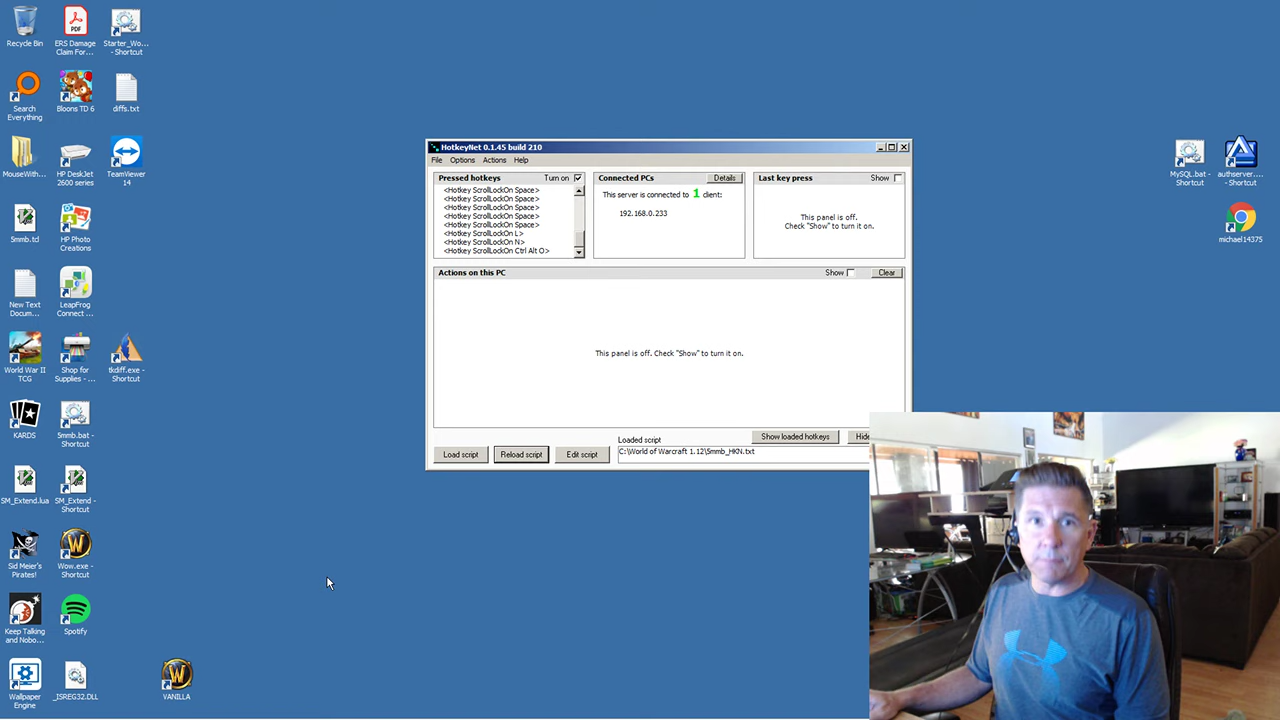 Recycle Bin
ERS Damage
Claim For...
Starter_Wo...
- Shortcut
Search
Everything
Bloons TD 6
diffs.txt
MouseWith...
HP DeskJet
2600 series
TeamViewer
14
5mmb.td
HP Photo
Creations
New Text
Docum...
LeapFrog
Connect ...
World War II
TCG
Shop for
Supplies - ...
tkdiff.exe -
Shortcut
KARDS
5mmb.bat -
Shortcut
SM_Extend.lua
SM_Extend -
Shortcut
Sid Meier's
Pirates!
Wow.exe -
Shortcut
Keep Talking
and Nobo...
Spotify
Wallpaper
Engine
_ISREG32.DLL
VANILLA
HotkeyNet 0.1.45 build 210
File Options Actions Help
Pressed hotkeys Turn on
<Hotkey ScrollLockOn Space>
<Hotkey ScrollLockOn Space>
<Hotkey ScrollLockOn Space>
<Hotkey ScrollLockOn Space>
<Hotkey ScrollLockOn Space>
<Hotkey ScrollLockOn L>
<Hotkey ScrollLockOn N>
<Hotkey ScrollLockOn Ctrl Alt O>
Connected PCs Details
This server is connected to 1 client:
192.168.0.233
Last key press Show
This panel is off.
Check "Show" to turn it on.
Actions on this PC Show Clear
This panel is off. Check "Show" to turn it on.
Load script Reload script Edit script
Loaded script
Show loaded hotkeys
Hide
C:\World of Warcraft 1.12\5mmb_HKN.txt
MySQL.bat -
Shortcut
authserver....
- Shortcut
michael14375